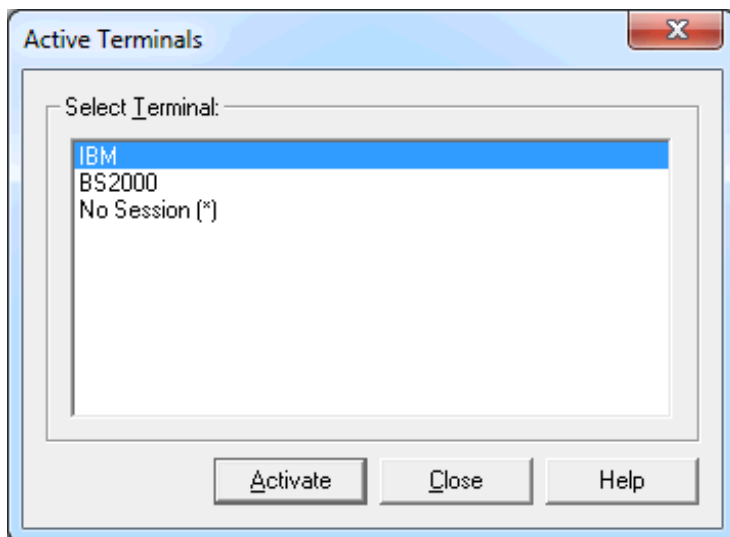 Active Terminals
Select Terminal:
IBM
BS2000
No Session (*)
Activate
Close
Help